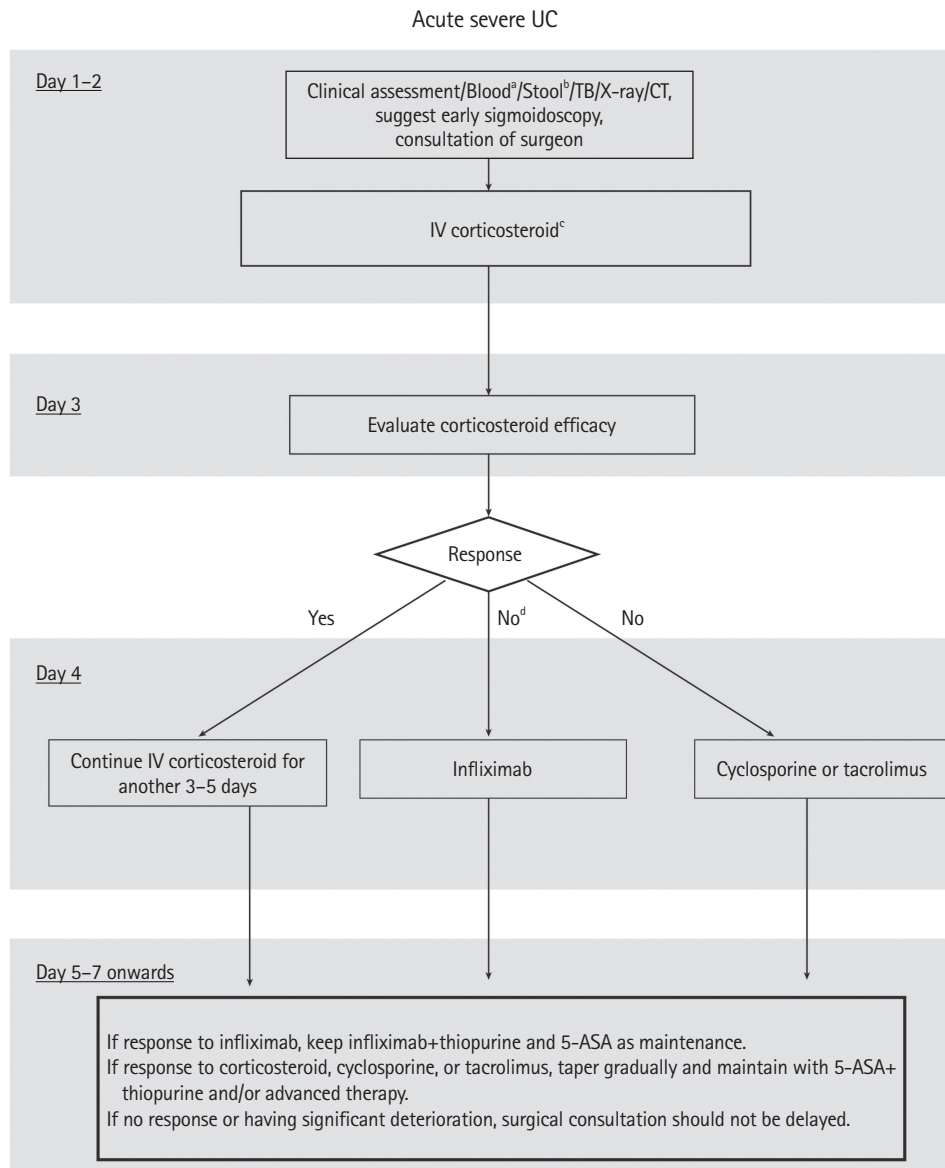 Acute severe UC
Day 1–2
Clinical assessment/Bloodᵃ/Stoolᵇ/TB/X-ray/CT,
suggest early sigmoidoscopy,
consultation of surgeon
IV corticosteroidᶜ
Day 3
Evaluate corticosteroid efficacy
Response
Yes
Noᵈ
No
Day 4
Continue IV corticosteroid for
another 3–5 days
Infliximab
Cyclosporine or tacrolimus
Day 5–7 onwards
If response to infliximab, keep infliximab+thiopurine and 5-ASA as maintenance.
If response to corticosteroid, cyclosporine, or tacrolimus, taper gradually and maintain with 5-ASA+
thiopurine and/or advanced therapy.
If no response or having significant deterioration, surgical consultation should not be delayed.